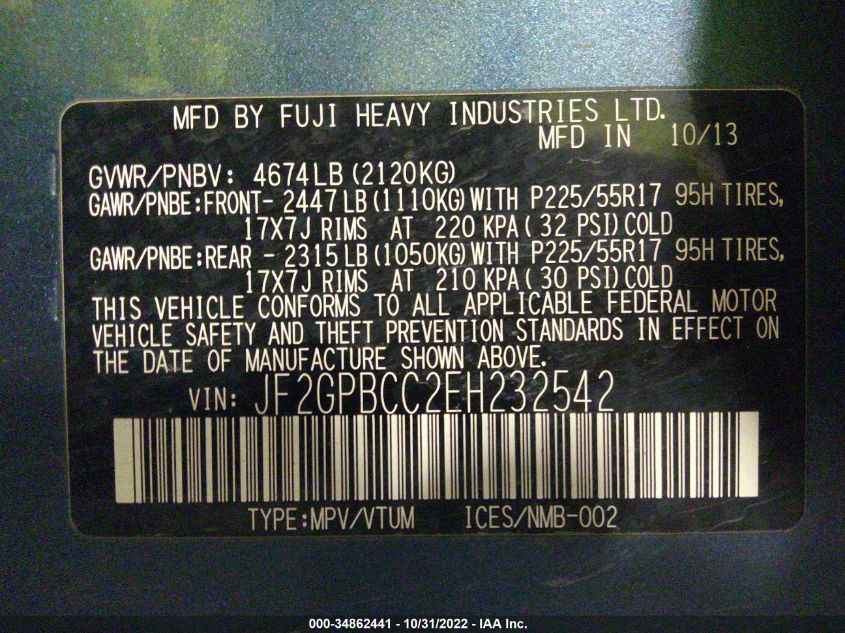 MFD BY FUJI HEAVY INDUSTRIES LTD.
MFD IN 10/13
GVWR/PNBV: 4674LB (2120KG)
GAWR/PNBE:FRONT- 2447 LB (1110KG) WITH P225/55R17 95H TIRES,
17X7J RIMS AT 220 KPA ( 32 PSI) COLD
GAWR/PNBE:REAR - 2315 LB (1050KG) WITH P225/55R17 95H TIRES,
17X7J RIMS AT 210 KPA ( 30 PSI) COLD
THIS VEHICLE CONFORMS TO ALL APPLICABLE FEDERAL MOTOR
VEHICLE SAFETY AND THEFT PREVENTION STANDARDS IN EFFECT ON
THE DATE OF MANUFACTURE SHOWN ABOVE.
VIN: JF2GPBCC2EH232542
TYPE:MPV/VTUM ICES/NMB-002
000-34862441 - 10/31/2022 - IAA Inc.